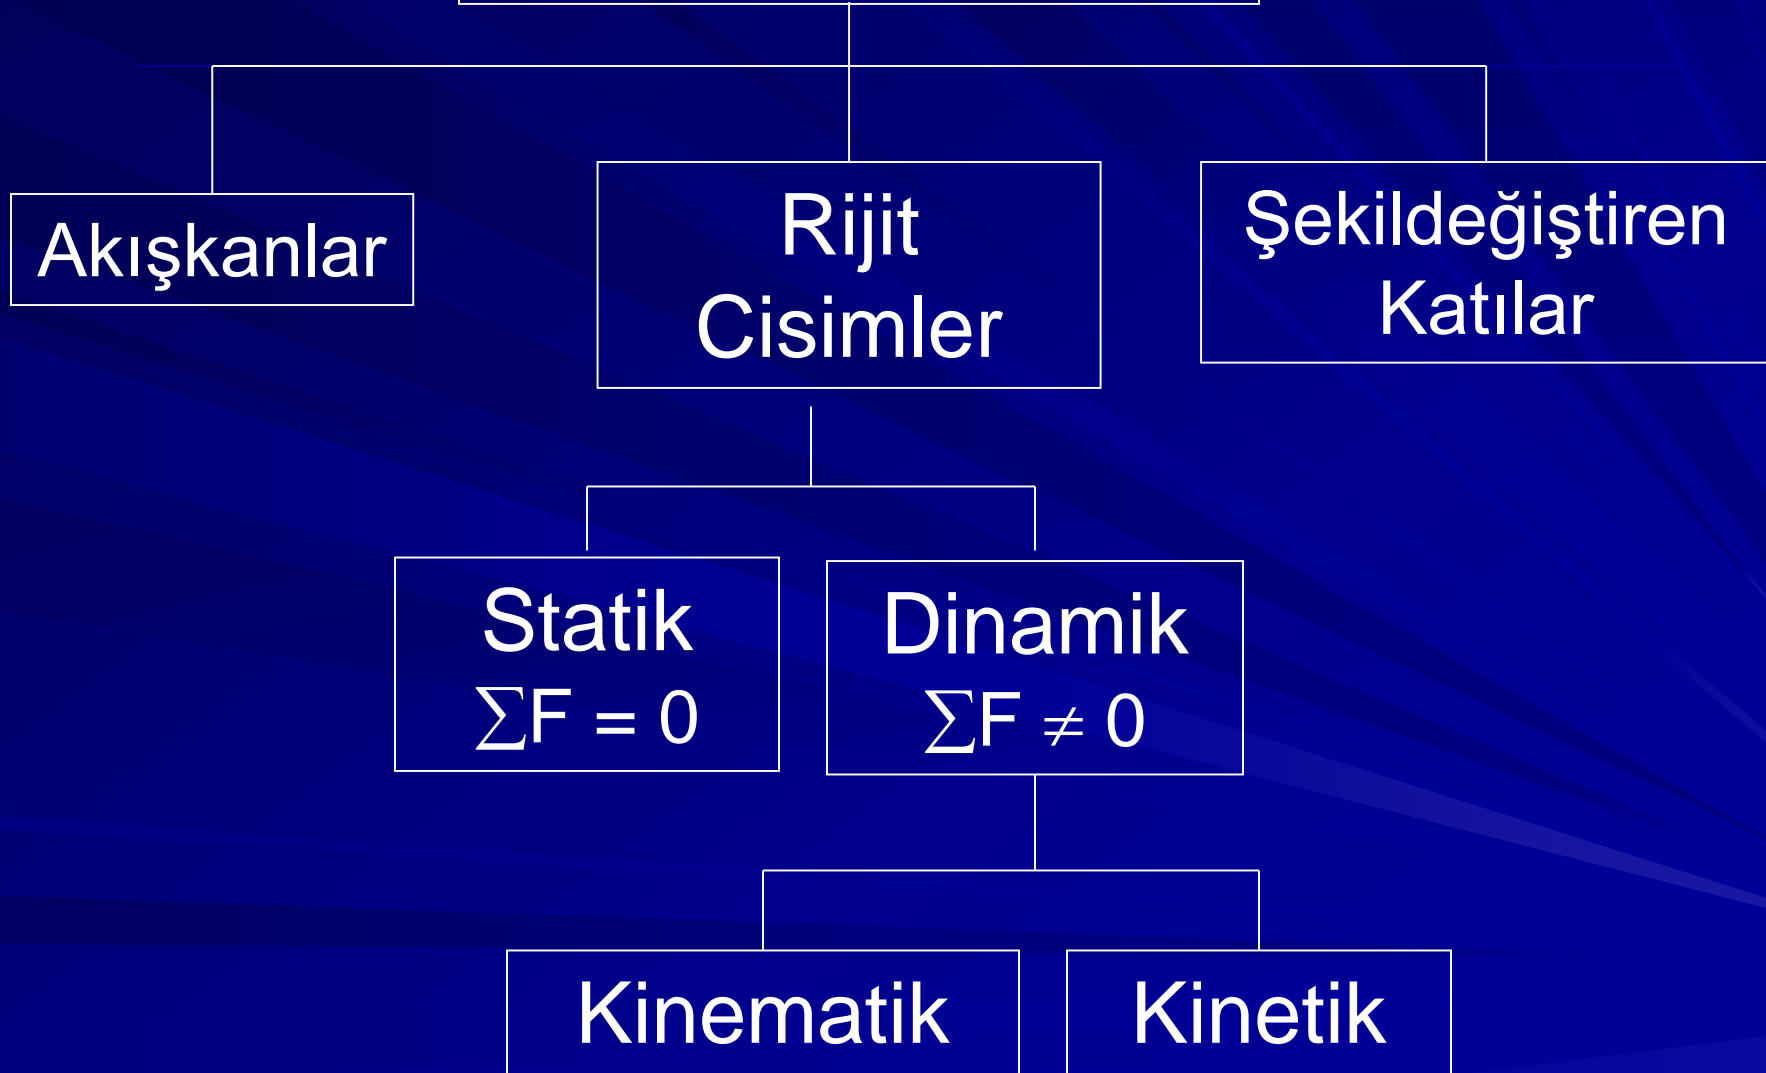 Akışkanlar
Rijit
Cisimler
Şekildeğiştiren
Katılar
Statik
∑F = 0
Dinamik
∑F ≠ 0
Kinematik
Kinetik